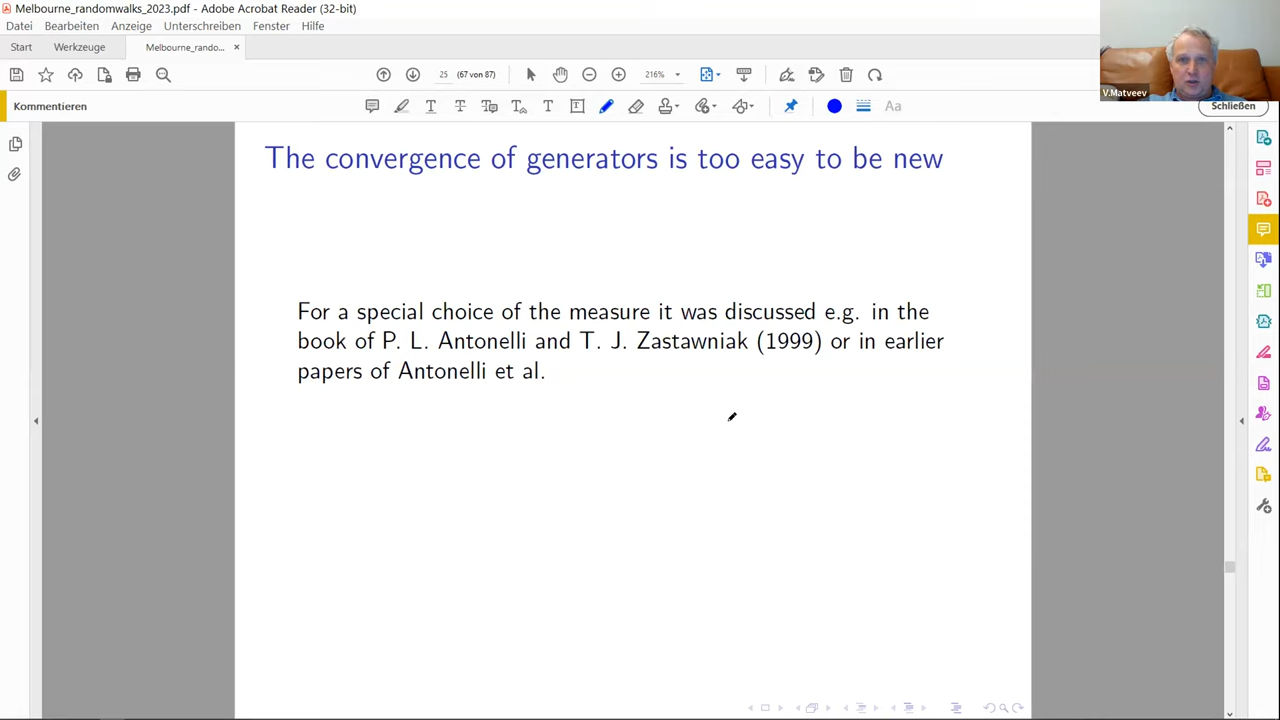 Melbourne_randomwalks_2023.pdf - Adobe Acrobat Reader (32-bit)
Datei Bearbeiten Anzeige Unterschreiben Fenster Hilfe
Start Werkzeuge Melbourne_rando... ×
25 (67 von 87) 216%
V.Matveev
Kommentieren Aa Schließen
The convergence of generators is too easy to be new
For a special choice of the measure it was discussed e.g. in the
book of P. L. Antonelli and T. J. Zastawniak (1999) or in earlier
papers of Antonelli et al.